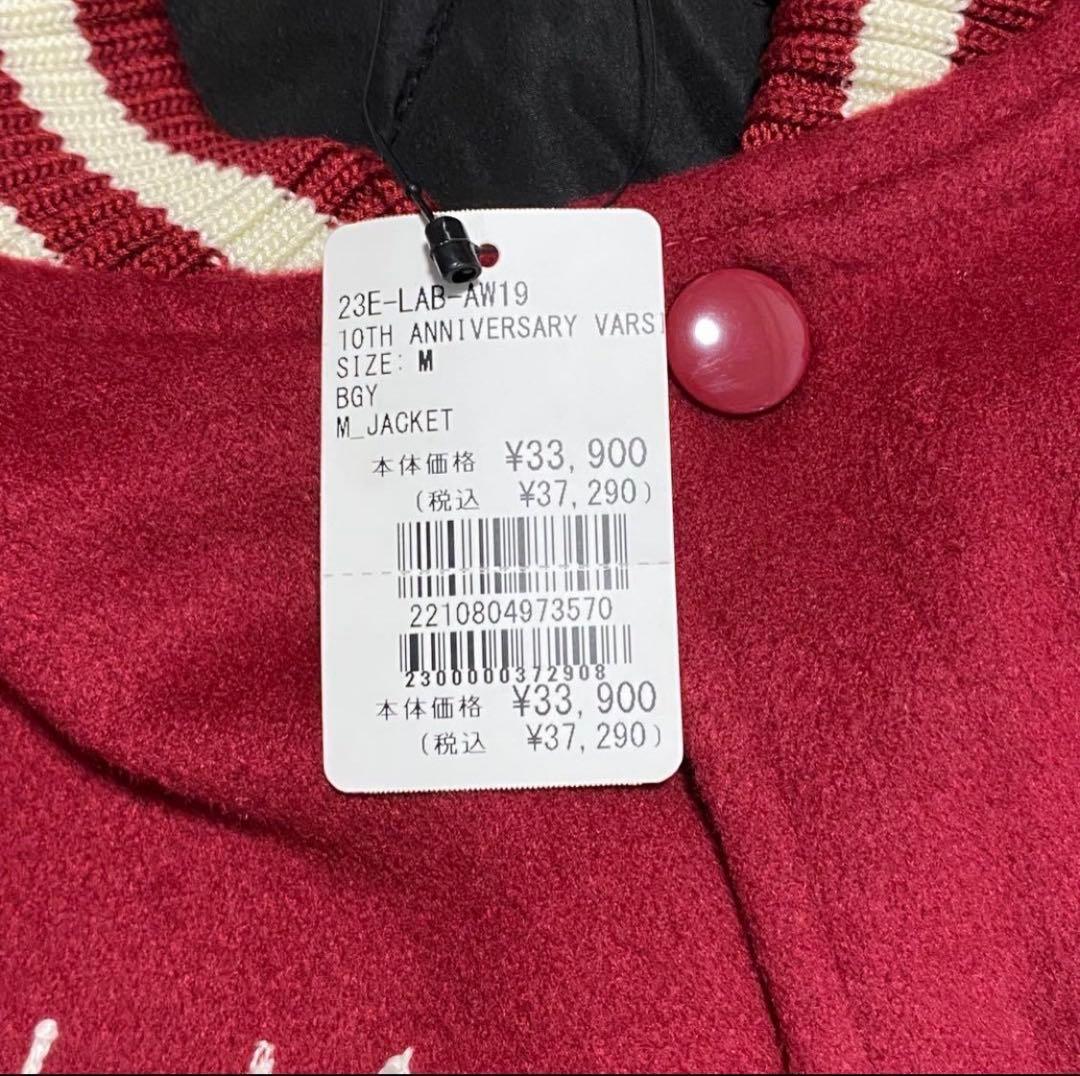 23E-LAB-AW19
10TH ANNIVERSARY VARSI
SIZE: M
BGY
M_JACKET
本体価格 ¥33,900
(税込 ¥37,290)
2210804973570
2300000372908
本体価格 ¥33,900
(税込 ¥37,290)